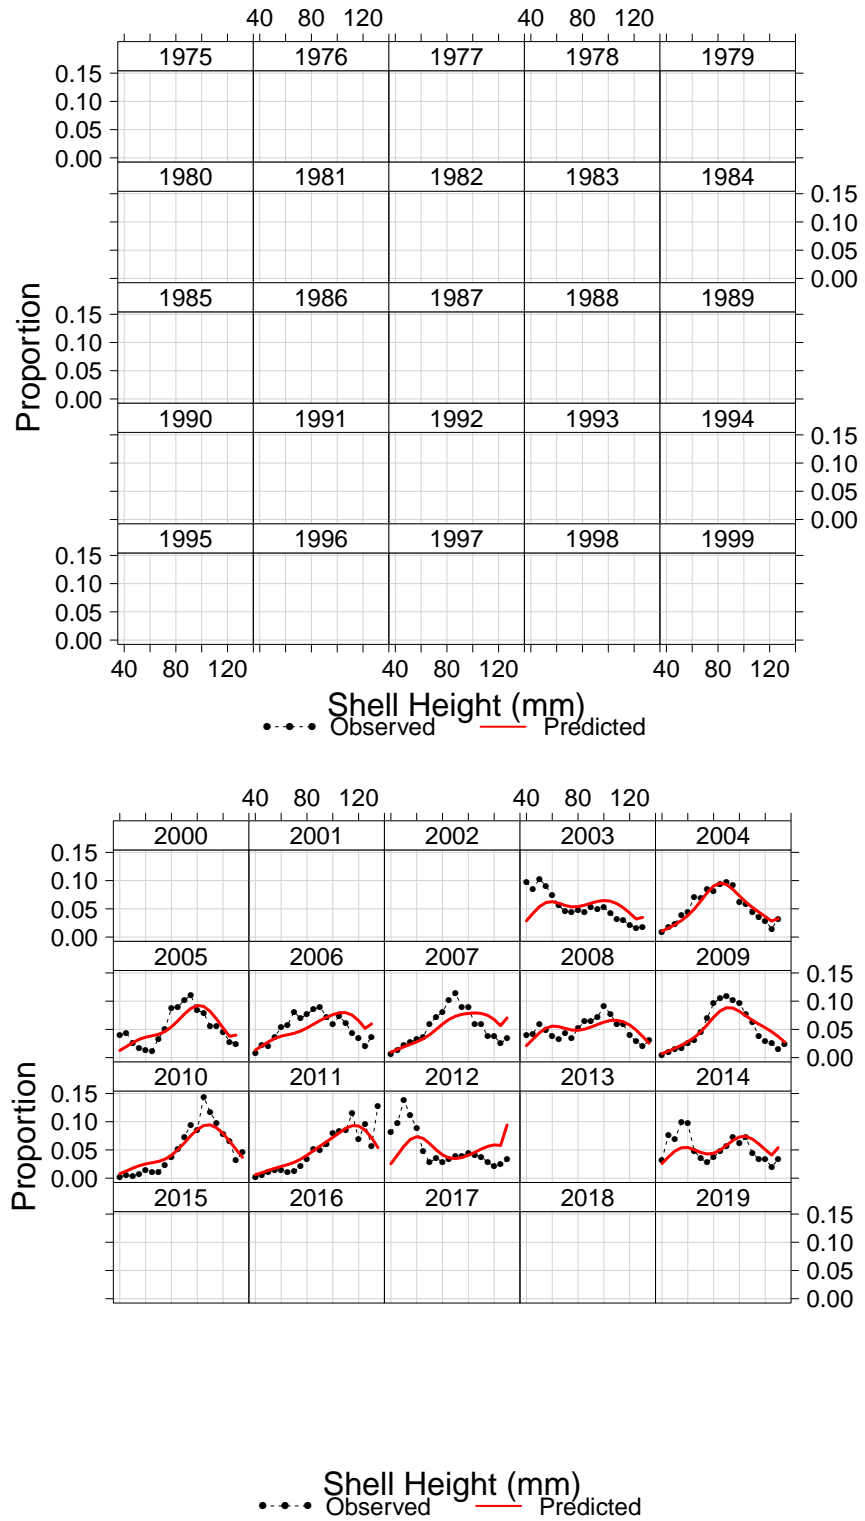 40 80 120 40 80 120
1975 1976 1977 1978 1979
0.15
0.10
0.05
0.00
1980 1981 1982 1983 1984
0.15
0.10
0.05
0.00
Proportion
1985 1986 1987 1988 1989
0.15
0.10
0.05
0.00
1990 1991 1992 1993 1994
0.15
0.10
0.05
0.00
1995 1996 1997 1998 1999
0.15
0.10
0.05
0.00
40 80 120 40 80 120 40 80 120
Shell Height (mm)
Observed Predicted
40 80 120 40 80 120
2000 2001 2002 2003 2004
0.15
0.10
0.05
0.00
2005 2006 2007 2008 2009
0.15
0.10
0.05
0.00
Proportion
2010 2011 2012 2013 2014
0.15
0.10
0.05
0.00
2015 2016 2017 2018 2019
0.15
0.10
0.05
0.00
Shell Height (mm)
Observed Predicted